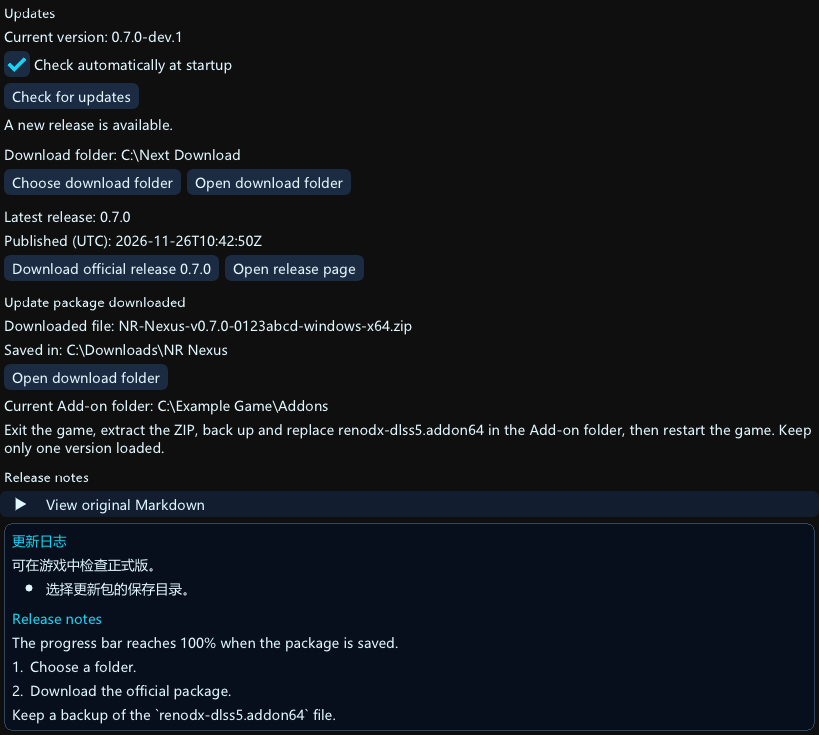 Updates
Current version: 0.7.0-dev.1
Check automatically at startup
Check for updates
A new release is available.
Download folder: C:\Next Download
Choose download folder
Open download folder
Latest release: 0.7.0
Published (UTC): 2026-11-26T10:42:50Z
Download official release 0.7.0
Open release page
Update package downloaded
Downloaded file: NR-Nexus-v0.7.0-0123abcd-windows-x64.zip
Saved in: C:\Downloads\NR Nexus
Open download folder
Current Add-on folder: C:\Example Game\Addons
Exit the game, extract the ZIP, back up and replace renodx-dlss5.addon64 in the Add-on folder, then restart the game. Keep
only one version loaded.
Release notes
View original Markdown
更新日志
可在游戏中检查正式版。
选择更新包的保存目录。
Release notes
The progress bar reaches 100% when the package is saved.
1. Choose a folder.
2. Download the official package.
Keep a backup of the `renodx-dlss5.addon64` file.